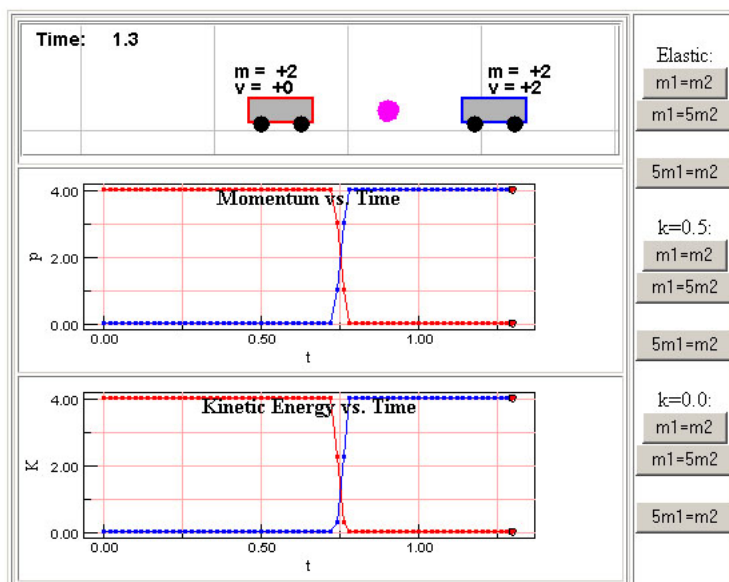 Time: 1.3
m = +2
v = +0
m = +2
v = +2
Momentum vs. Time
4.00
2.00
0.00
p
0.00 0.50 1.00
t
Kinetic Energy vs. Time
4.00
2.00
0.00
K
0.00 0.50 1.00
t
Elastic:
m1=m2
m1=5m2
5m1=m2
k=0.5:
m1=m2
m1=5m2
5m1=m2
k=0.0:
m1=m2
m1=5m2
5m1=m2